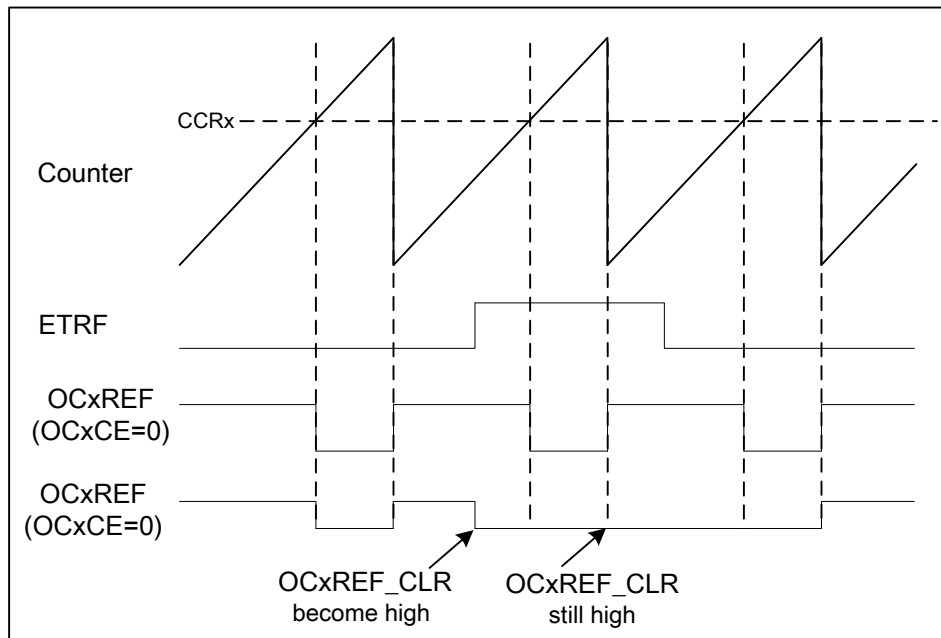 CCRx
Counter
ETRF
OCxREF
(OCxCE=0)
OCxREF
(OCxCE=0)
OCxREF_CLR
become high
OCxREF_CLR
still high